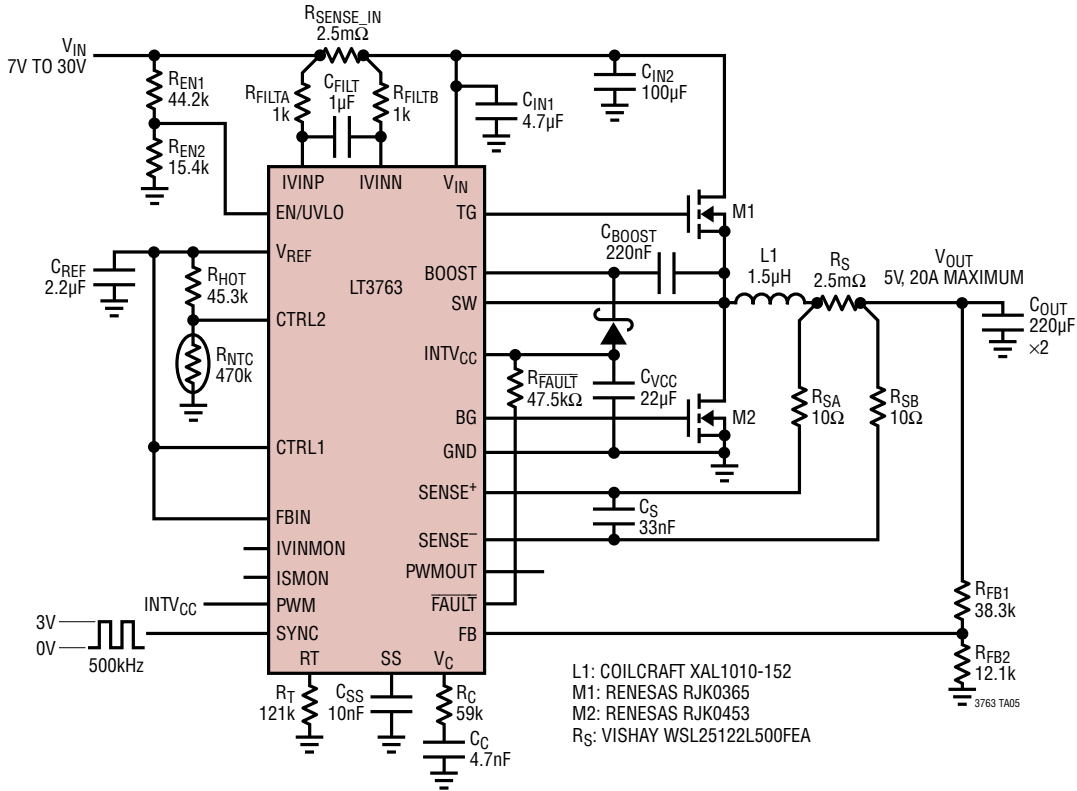 RSENSE_IN
2.5mΩ
VIN
7V TO 30V
REN1
44.2k
RFILTA
1k
CFILT
1µF
RFILTB
1k
CIN1
4.7µF
CIN2
100µF
REN2
15.4k
IVINP
IVINN
VIN
EN/UVLO
TG
M1
VREF
CREF
2.2µF
RHOT
45.3k
LT3763
BOOST
CBOOST
220nF
L1
1.5µH
RS
2.5mΩ
VOUT
5V, 20A MAXIMUM
SW
COUT
220µF
×2
CTRL2
RNTC
470k
INTVCC
RFAULT
47.5kΩ
CVCC
22µF
BG
M2
RSA
10Ω
RSB
10Ω
CTRL1
GND
SENSE+
CS
33nF
FBIN
SENSE–
IVINMON
PWMOUT
ISMON
INTVCC
PWM
FAULT
RFB1
38.3k
3V
0V
500kHz
SYNC
FB
RFB2
12.1k
RT
SS
VC
RT
121k
CSS
10nF
RC
59k
CC
4.7nF
L1: COILCRAFT XAL1010-152
M1: RENESAS RJK0365
M2: RENESAS RJK0453
RS: VISHAY WSL25122L500FEA
3763 TA05